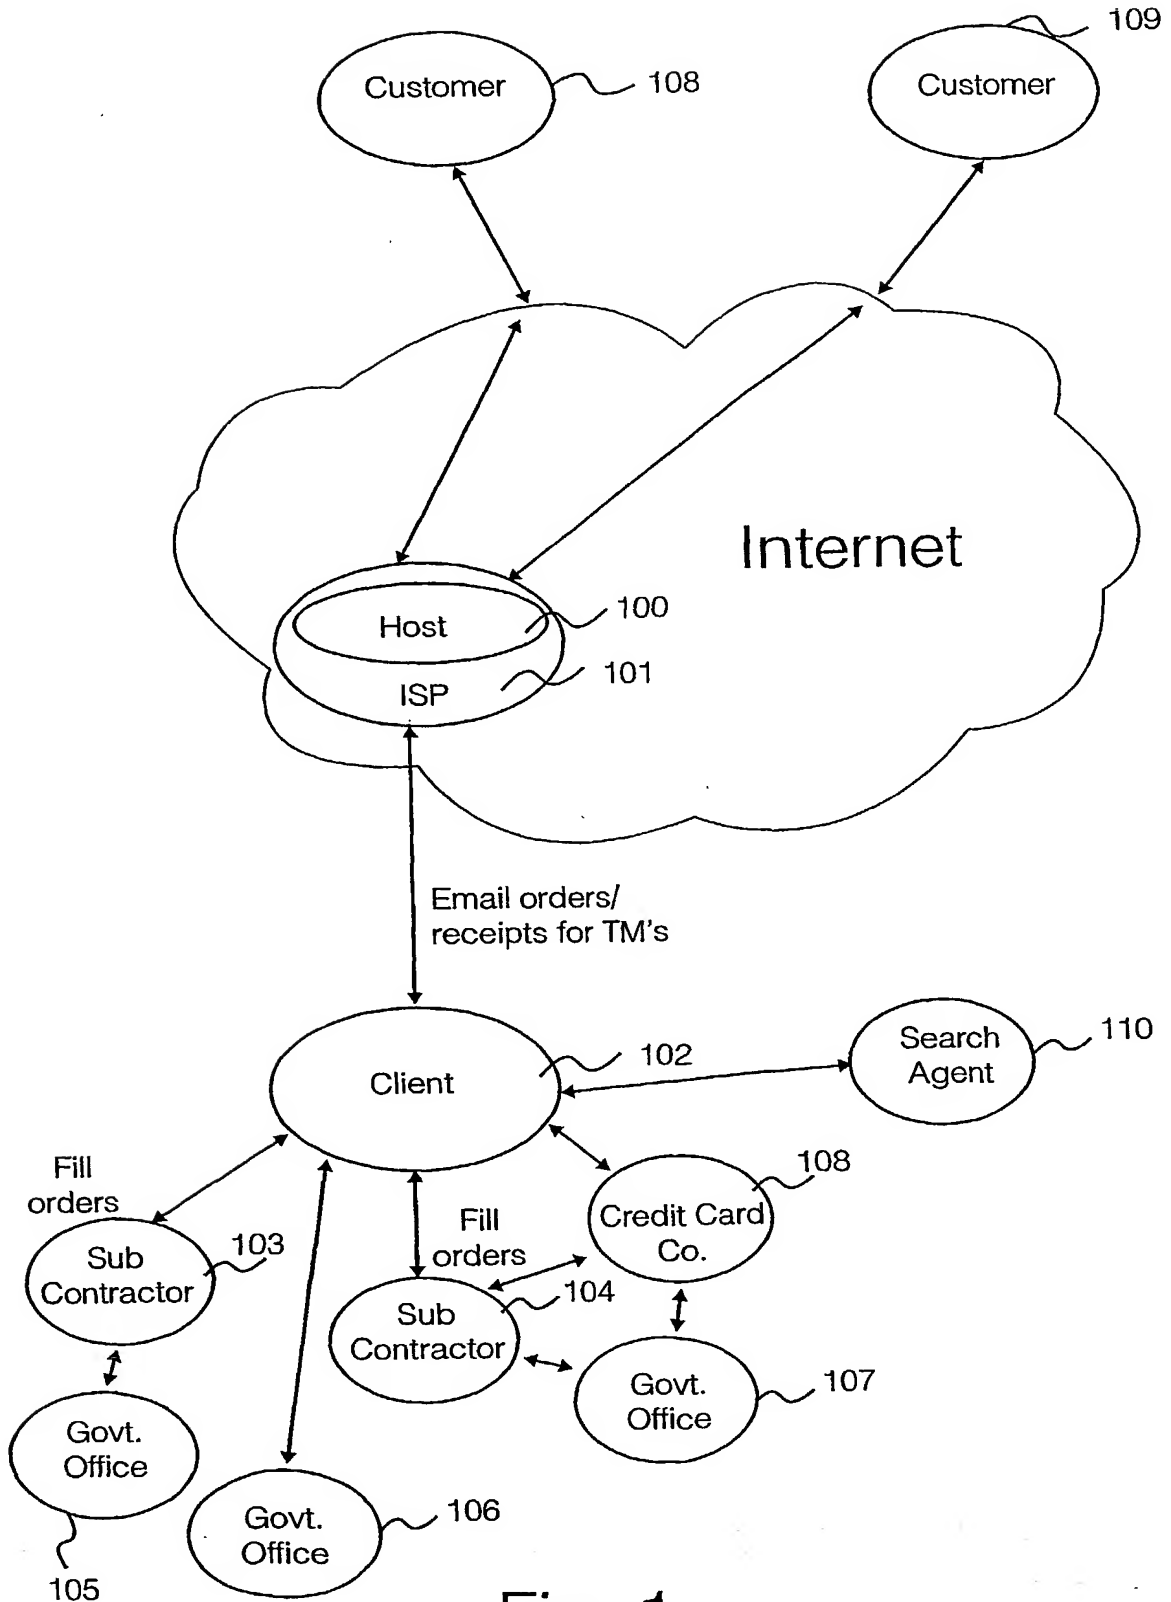 109
Customer
108
Customer
Internet
Host
100
ISP
101
Email orders/
receipts for TM's
Client
102
Search
Agent
110
Fill
orders
Sub
Contractor
103
Fill
orders
Credit Card
Co.
108
Sub
Contractor
104
Govt.
Office
107
Govt.
Office
105
Govt.
Office
106